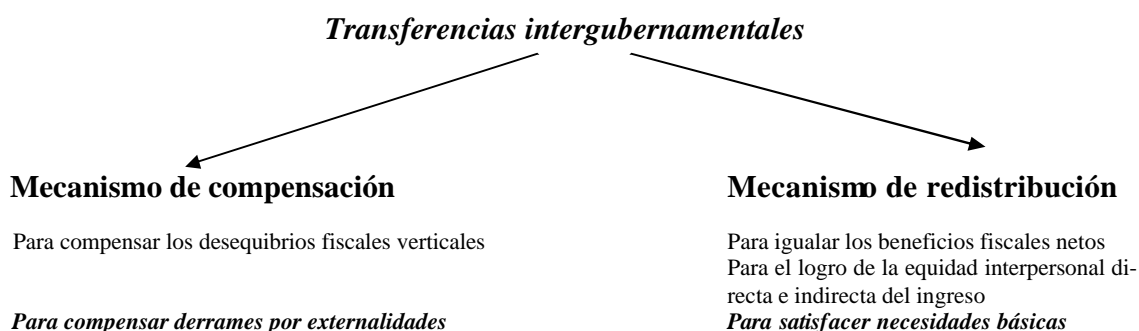 Transferencias intergubernamentales
Mecanismo de compensación
Para compensar los desequibrios fiscales verticales
Para compensar derrames por externalidades
Mecanismo de redistribución
Para igualar los beneficios fiscales netos
Para el logro de la equidad interpersonal di-
recta e indirecta del ingreso
Para satisfacer necesidades básicas